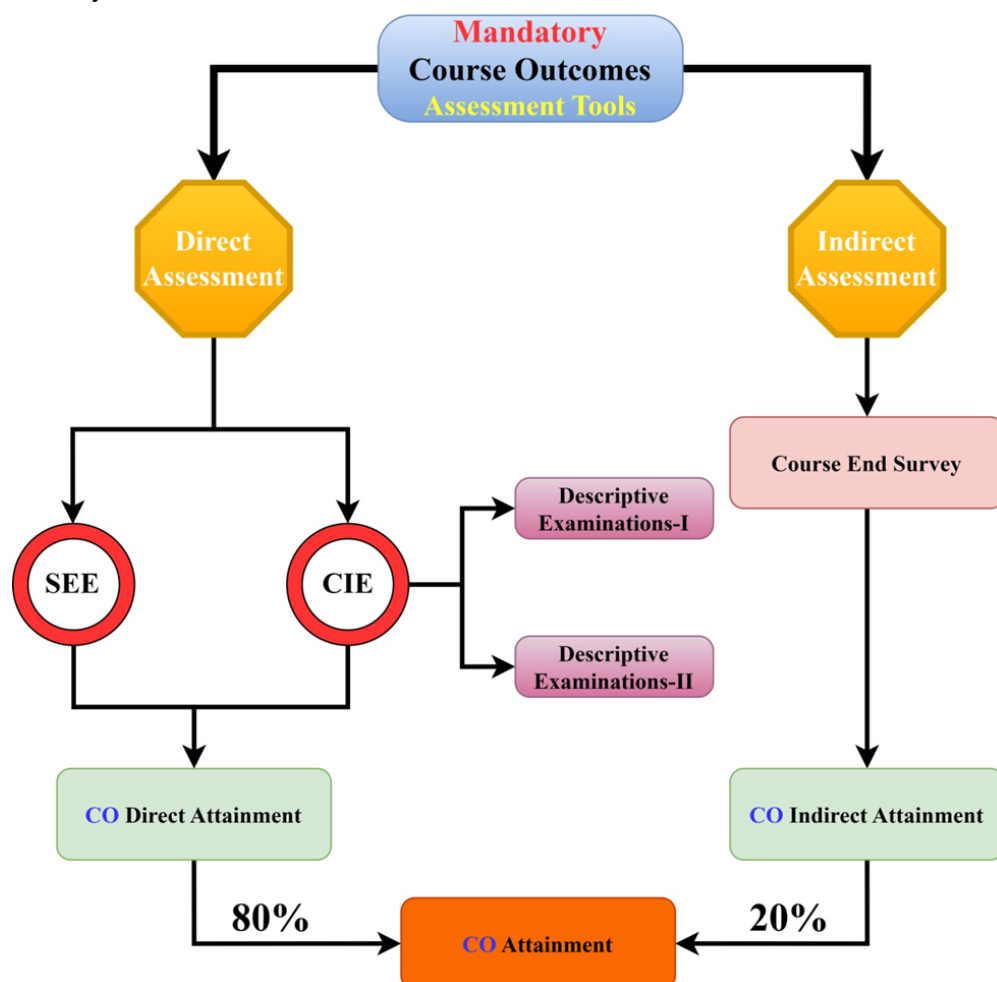 Mandatory
Course Outcomes
Assessment Tools
Direct
Assessment
Indirect
Assessment
Course End Survey
Descriptive
Examinations-I
SEE
CIE
Descriptive
Examinations-II
CO Direct Attainment
CO Indirect Attainment
80%
20%
CO Attainment